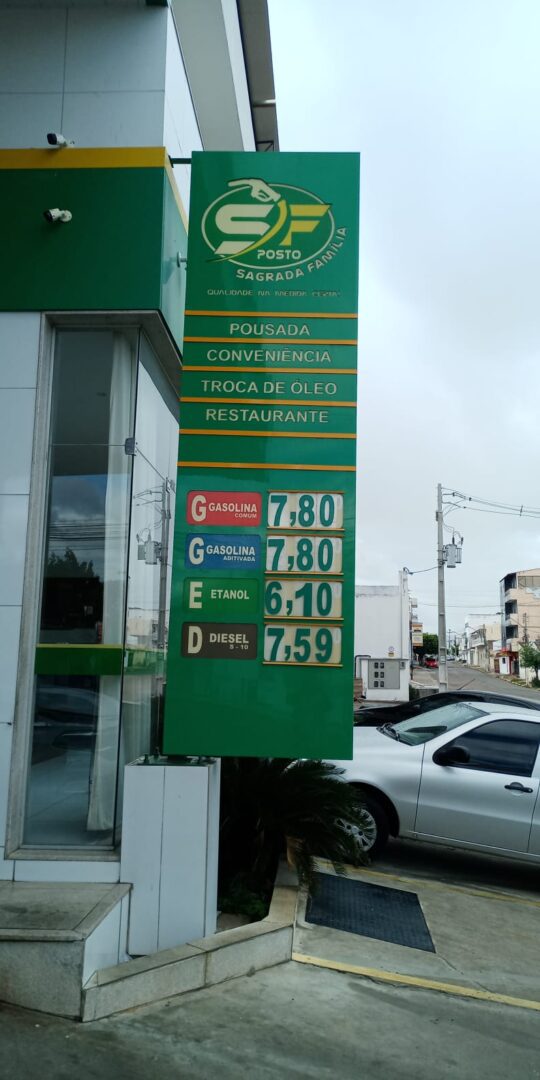 SF
POSTO
SAGRADA FAMÍLIA
QUALIDADE NA MEDIDA CERTA!
POUSADA
CONVENIÊNCIA
TROCA DE ÓLEO
RESTAURANTE
G GASOLINA COMUM 7,80
G GASOLINA ADITIVADA 7,80
E ETANOL 6,10
D DIESEL S-10 7,59